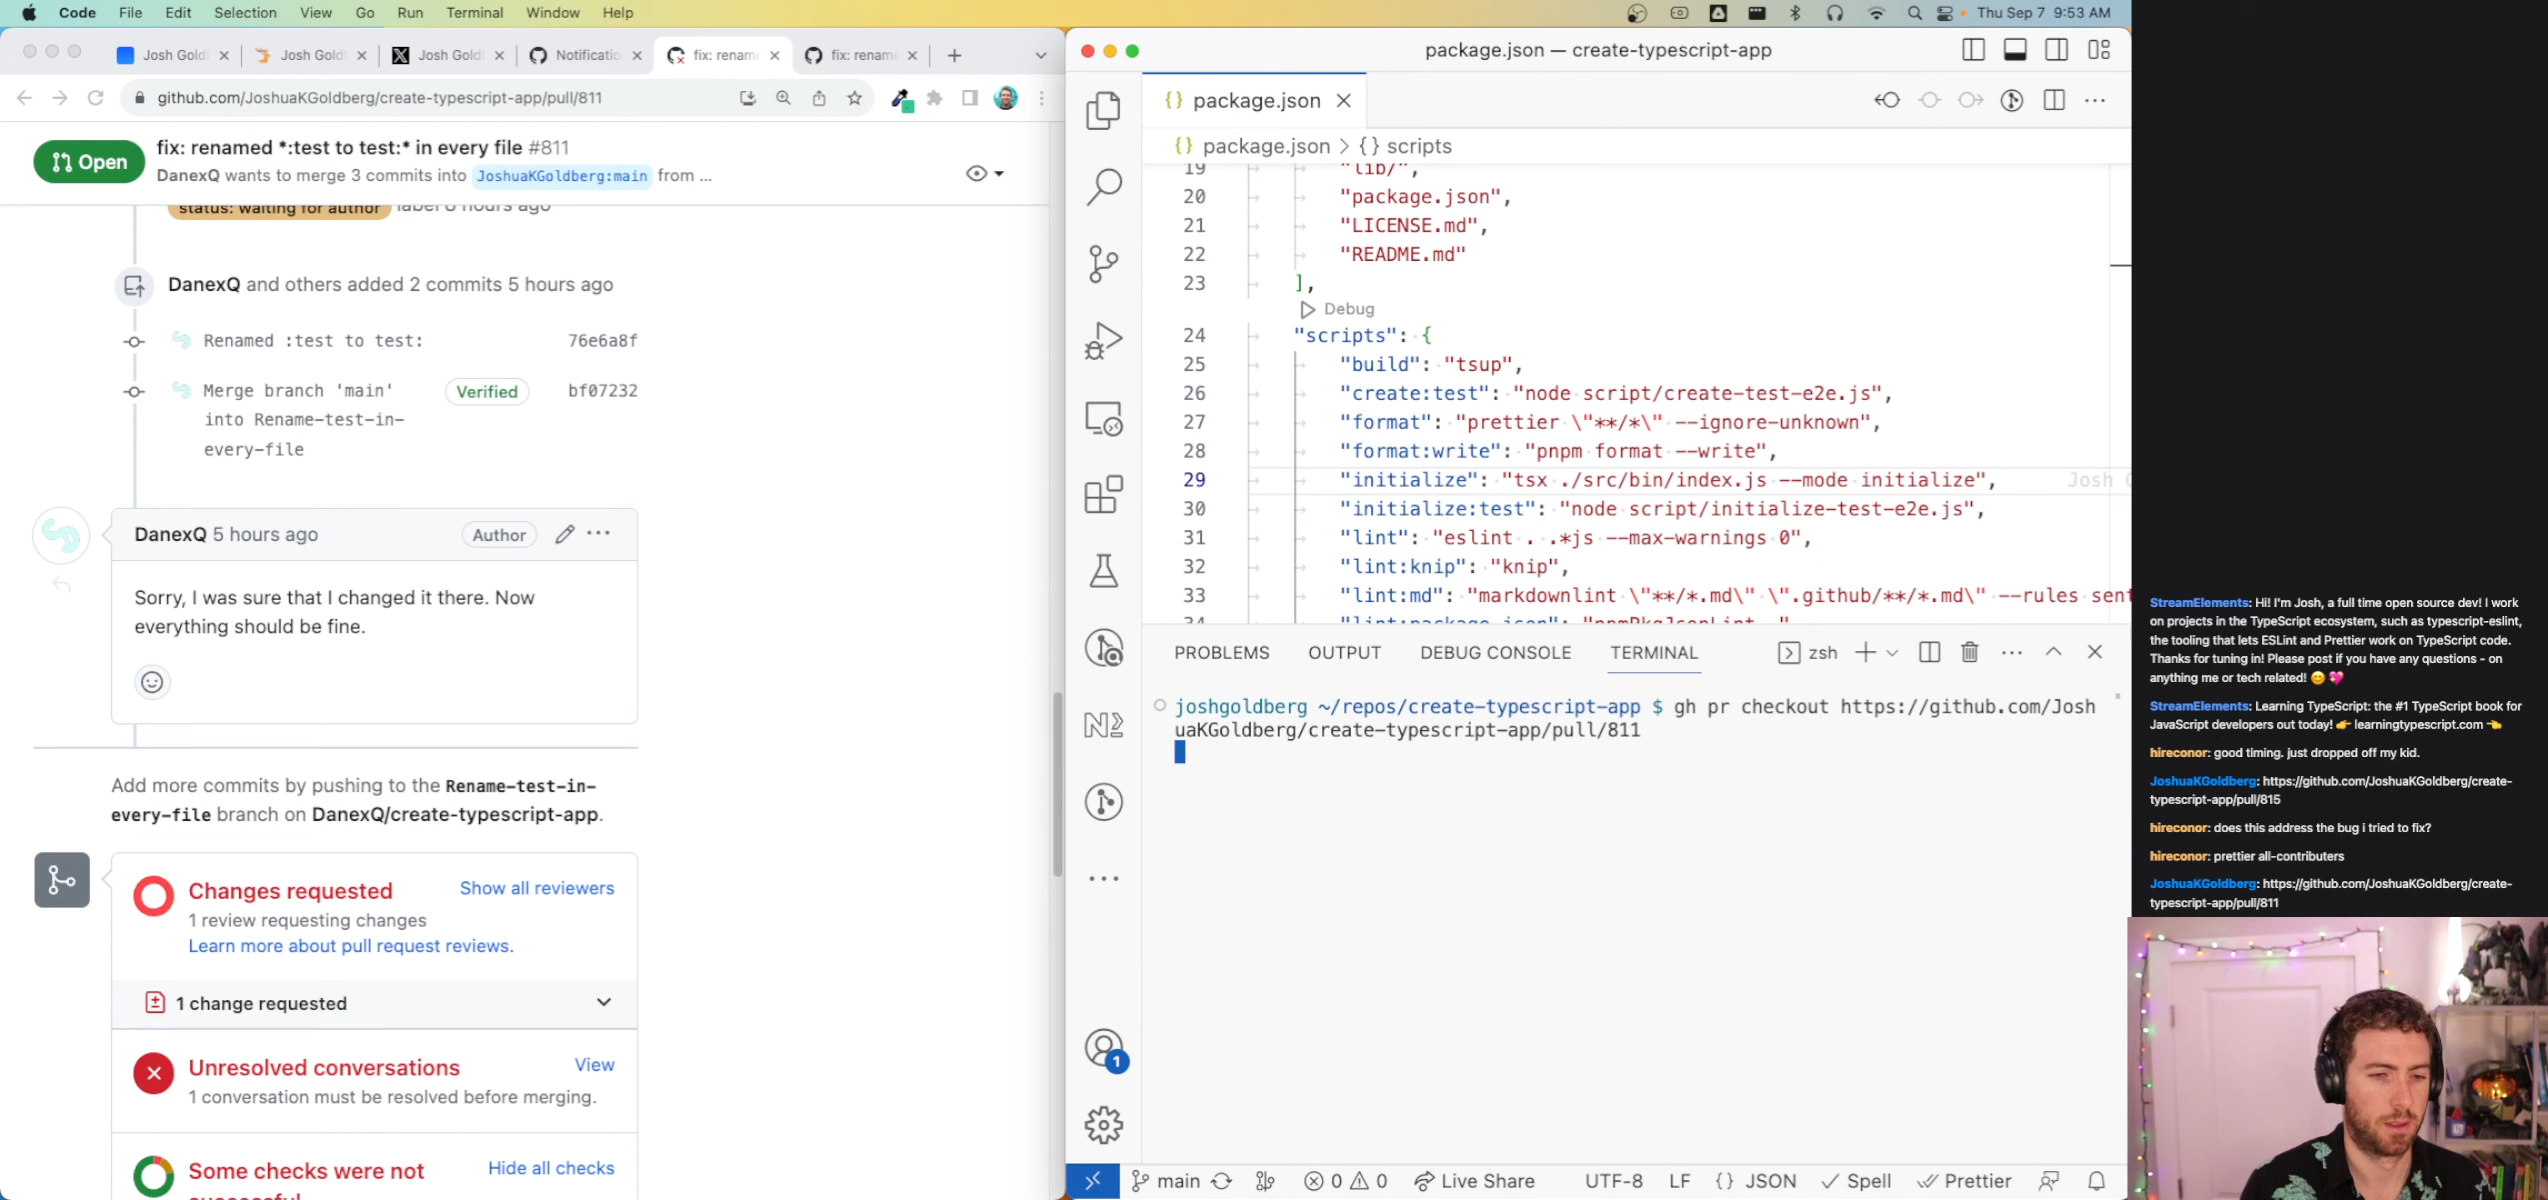 Code File Edit Selection View Go Run Terminal Window Help
Thu Sep 7 9:53 AM
Josh Gold
Josh Gold
Josh Gold
Notificatio
fix: renam
fix: renam
github.com/JoshuaKGoldberg/create-typescript-app/pull/811
Open
fix: renamed *:test to test:* in every file #811
DanexQ wants to merge 3 commits into JoshuaKGoldberg:main from ...
status: waiting for author label 8 hours ago
DanexQ and others added 2 commits 5 hours ago
Renamed :test to test: 76e6a8f
Merge branch 'main' Verified bf07232
into Rename-test-in-
every-file
DanexQ 5 hours ago Author
Sorry, I was sure that I changed it there. Now
everything should be fine.
Add more commits by pushing to the Rename-test-in-
every-file branch on DanexQ/create-typescript-app.
Changes requested Show all reviewers
1 review requesting changes
Learn more about pull request reviews.
1 change requested
Unresolved conversations View
1 conversation must be resolved before merging.
Some checks were not Hide all checks
successful
package.json — create-typescript-app
{} package.json
{} package.json > {} scripts
19 "lib/",
20 "package.json",
21 "LICENSE.md",
22 "README.md"
23 ],
Debug
24 "scripts": {
25 "build": "tsup",
26 "create:test": "node script/create-test-e2e.js",
27 "format": "prettier \"**/*\" --ignore-unknown",
28 "format:write": "pnpm format --write",
29 "initialize": "tsx ./src/bin/index.js --mode initialize", Josh
30 "initialize:test": "node script/initialize-test-e2e.js",
31 "lint": "eslint . .*js --max-warnings 0",
32 "lint:knip": "knip",
33 "lint:md": "markdownlint \"**/*.md\" \".github/**/*.md\" --rules sent
34 "lint:package-json": "npmPkgJsonLint ."
PROBLEMS OUTPUT DEBUG CONSOLE TERMINAL zsh
joshgoldberg ~/repos/create-typescript-app $ gh pr checkout https://github.com/Josh
uaKGoldberg/create-typescript-app/pull/811
1
main 0 0 Live Share UTF-8 LF {} JSON Spell Prettier
StreamElements: Hi! I'm Josh, a full time open source dev! I work
on projects in the TypeScript ecosystem, such as typescript-eslint,
the tooling that lets ESLint and Prettier work on TypeScript code.
Thanks for tuning in! Please post if you have any questions - on
anything me or tech related! 😊 💖
StreamElements: Learning TypeScript: the #1 TypeScript book for
JavaScript developers out today! 👉 learningtypescript.com 👈
hireconor: good timing. just dropped off my kid.
JoshuaKGoldberg: https://github.com/JoshuaKGoldberg/create-
typescript-app/pull/815
hireconor: does this address the bug i tried to fix?
hireconor: prettier all-contributers
JoshuaKGoldberg: https://github.com/JoshuaKGoldberg/create-
typescript-app/pull/811